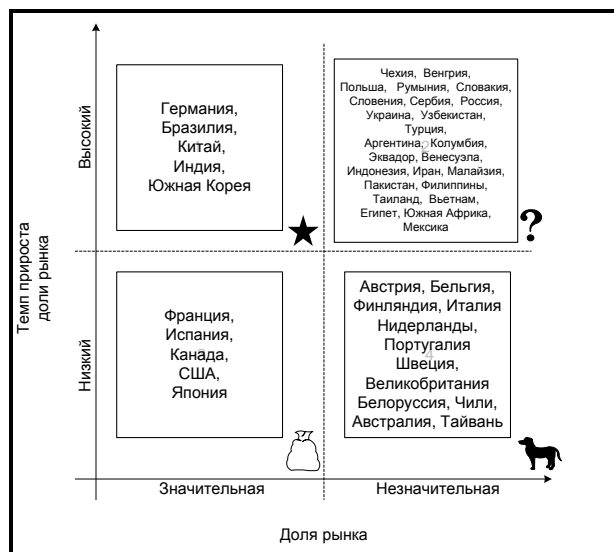 Темп прироста
доли рынка
Высокий
Германия,
Бразилия,
Китай,
Индия,
Южная Корея
Чехия, Венгрия,
Польша, Румыния, Словакия,
Словения, Сербия, Россия,
Украина, Узбекистан,
Турция,
Аргентина, Колумбия,
2
Эквадор, Венесуэла,
Индонезия, Иран, Малайзия,
Пакистан, Филиппины,
Таиланд, Вьетнам,
Египет, Южная Африка,
Мексика
?
Низкий
Франция,
Испания,
Канада,
США,
Япония
Австрия, Бельгия,
Финляндия, Италия
Нидерланды,
Португалия
4
Швеция,
Великобритания
Белоруссия, Чили,
Австралия, Тайвань
Значительная
Незначительная
Доля рынка